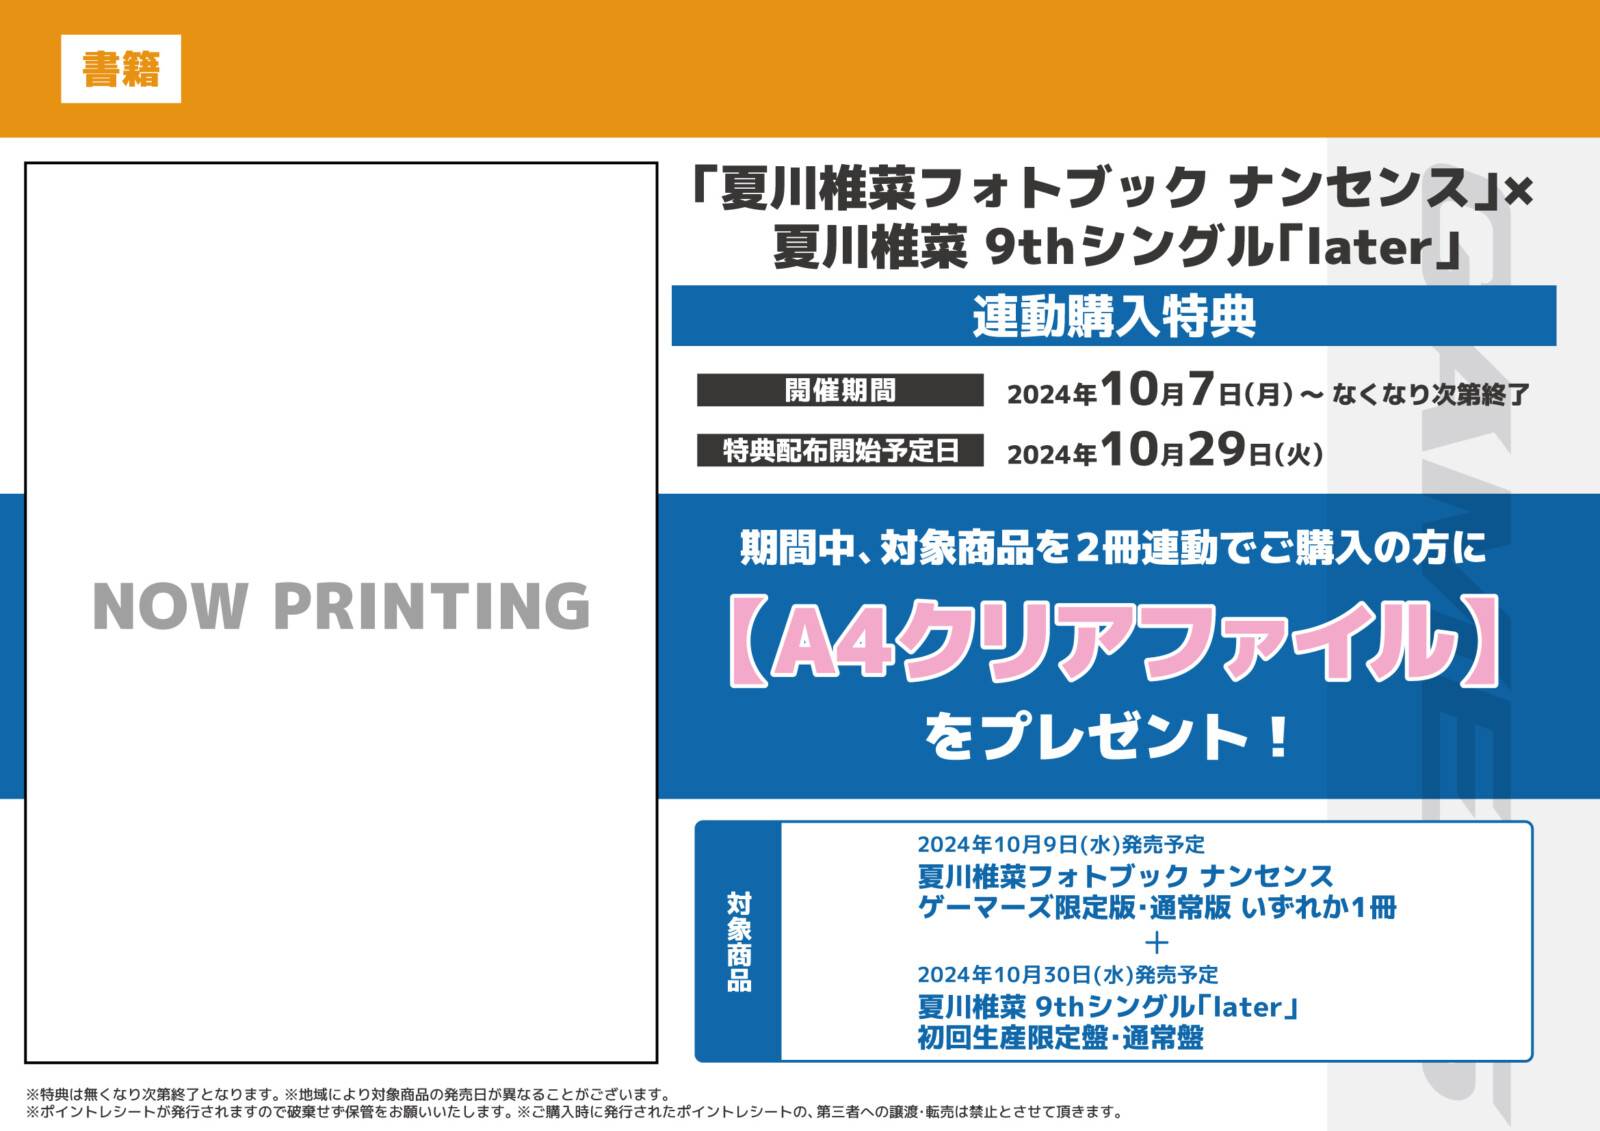 書籍
「夏川椎菜フォトブック ナンセンス」×
夏川椎菜 9thシングル「later」
連動購入特典
開催期間 2024年10月7日(月)～ なくなり次第終了
特典配布開始予定日 2024年10月29日(火)
NOW PRINTING
期間中、対象商品を2冊連動でご購入の方に
【A4クリアファイル】
をプレゼント！
対象商品
2024年10月9日(水)発売予定
夏川椎菜フォトブック ナンセンス
ゲーマーズ限定版・通常版 いずれか1冊
＋
2024年10月30日(水)発売予定
夏川椎菜 9thシングル「later」
初回生産限定盤・通常盤
※特典は無くなり次第終了となります。※地域により対象商品の発売日が異なることがございます。
※ポイントレシートが発行されますので破棄せず保管をお願いいたします。※ご購入時に発行されたポイントレシートの、第三者への譲渡・転売は禁止とさせて頂きます。